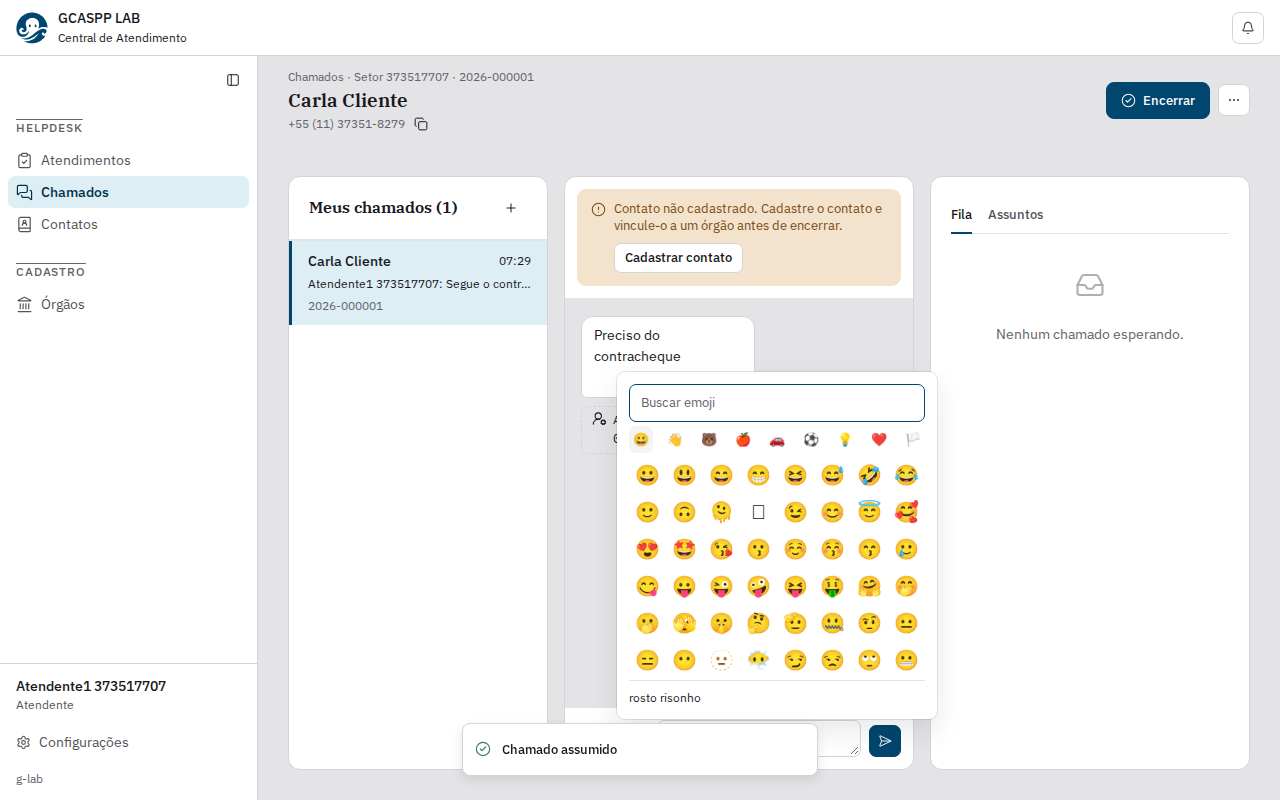 GCASPP LAB
Central de Atendimento
HELPDESK
Atendimentos
Chamados
Contatos
CADASTRO
Órgãos
Atendente1 373517707
Atendente
Configurações
g-lab
Chamados · Setor 373517707 · 2026-000001
Carla Cliente
+55 (11) 37351-8279
Encerrar
Meus chamados (1)
Carla Cliente
07:29
Atendente1 373517707: Segue o contr...
2026-000001
Contato não cadastrado. Cadastre o contato e
vincule-o a um órgão antes de encerrar.
Cadastrar contato
Preciso do
contracheque
Buscar emoji
rosto risonho
Chamado assumido
Fila
Assuntos
Nenhum chamado esperando.